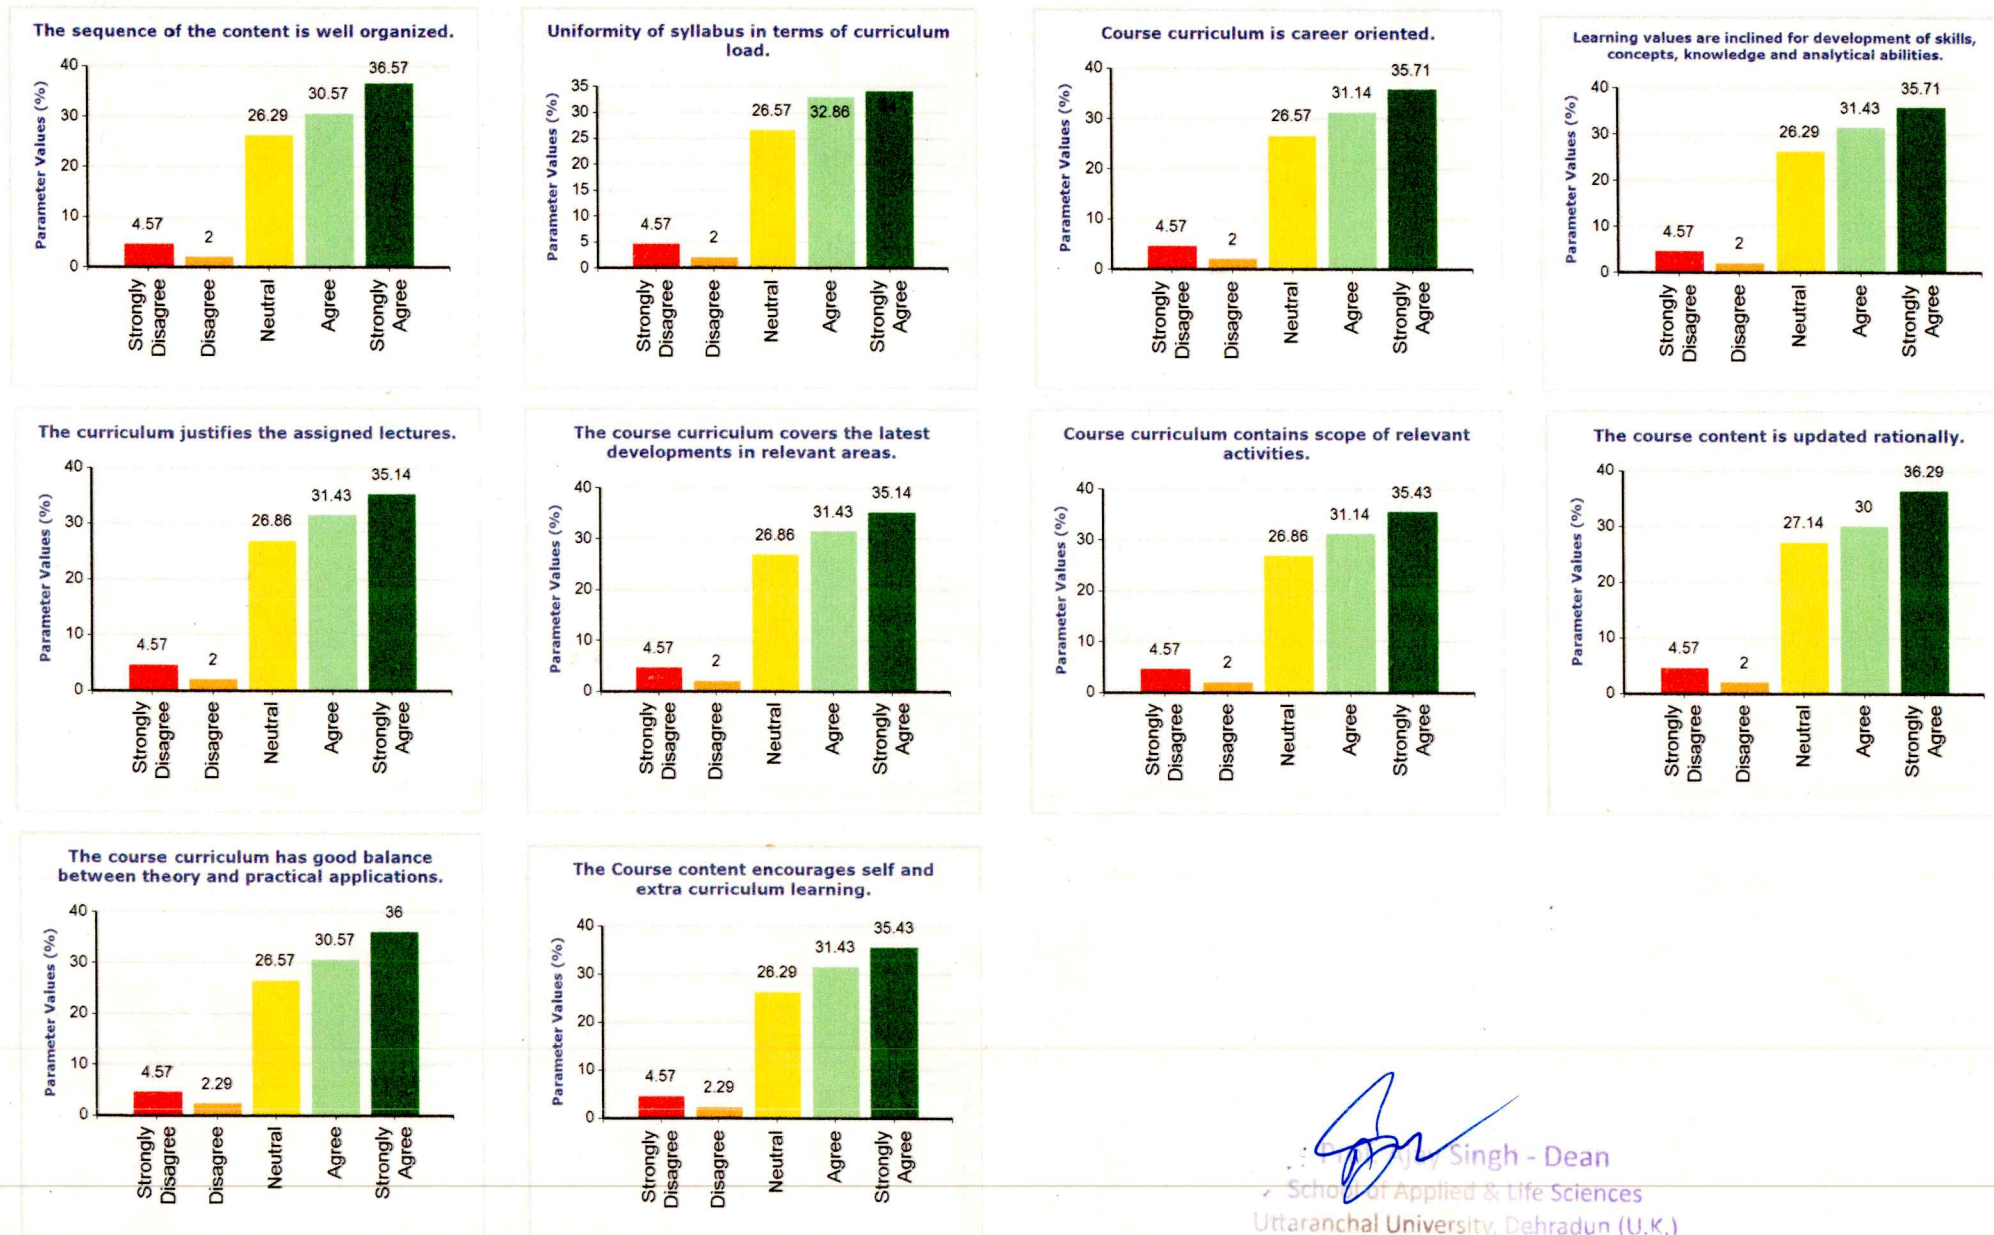 The sequence of the content is well organized.
Parameter Values (%)
40
30
20
10
0
4.57
2
26.29
30.57
36.57
Strongly
Disagree
Disagree
Neutral
Agree
Strongly
Agree
Uniformity of syllabus in terms of curriculum
load.
Parameter Values (%)
35
30
25
20
15
10
5
0
4.57
2
26.57
32.86
Strongly
Disagree
Disagree
Neutral
Agree
Strongly
Agree
Course curriculum is career oriented.
Parameter Values (%)
40
30
20
10
0
4.57
2
26.57
31.14
35.71
Strongly
Disagree
Disagree
Neutral
Agree
Strongly
Agree
Learning values are inclined for development of skills,
concepts, knowledge and analytical abilities.
Parameter Values (%)
40
30
20
10
0
4.57
2
26.29
31.43
35.71
Strongly
Disagree
Disagree
Neutral
Agree
Strongly
Agree
The curriculum justifies the assigned lectures.
Parameter Values (%)
40
30
20
10
0
4.57
2
26.86
31.43
35.14
Strongly
Disagree
Disagree
Neutral
Agree
Strongly
Agree
The course curriculum covers the latest
developments in relevant areas.
Parameter Values (%)
40
30
20
10
0
4.57
2
26.86
31.43
35.14
Strongly
Disagree
Disagree
Neutral
Agree
Strongly
Agree
Course curriculum contains scope of relevant
activities.
Parameter Values (%)
40
30
20
10
0
4.57
2
26.86
31.14
35.43
Strongly
Disagree
Disagree
Neutral
Agree
Strongly
Agree
The course content is updated rationally.
Parameter Values (%)
40
30
20
10
0
4.57
2
27.14
30
36.29
Strongly
Disagree
Disagree
Neutral
Agree
Strongly
Agree
The course curriculum has good balance
between theory and practical applications.
Parameter Values (%)
40
30
20
10
0
4.57
2.29
26.57
30.57
36
Strongly
Disagree
Disagree
Neutral
Agree
Strongly
Agree
The Course content encourages self and
extra curriculum learning.
Parameter Values (%)
40
30
20
10
0
4.57
2.29
26.29
31.43
35.43
Strongly
Disagree
Disagree
Neutral
Agree
Strongly
Agree
Singh - Dean
School of Applied & Life Sciences
Uttaranchal University, Dehradun (U.K.)